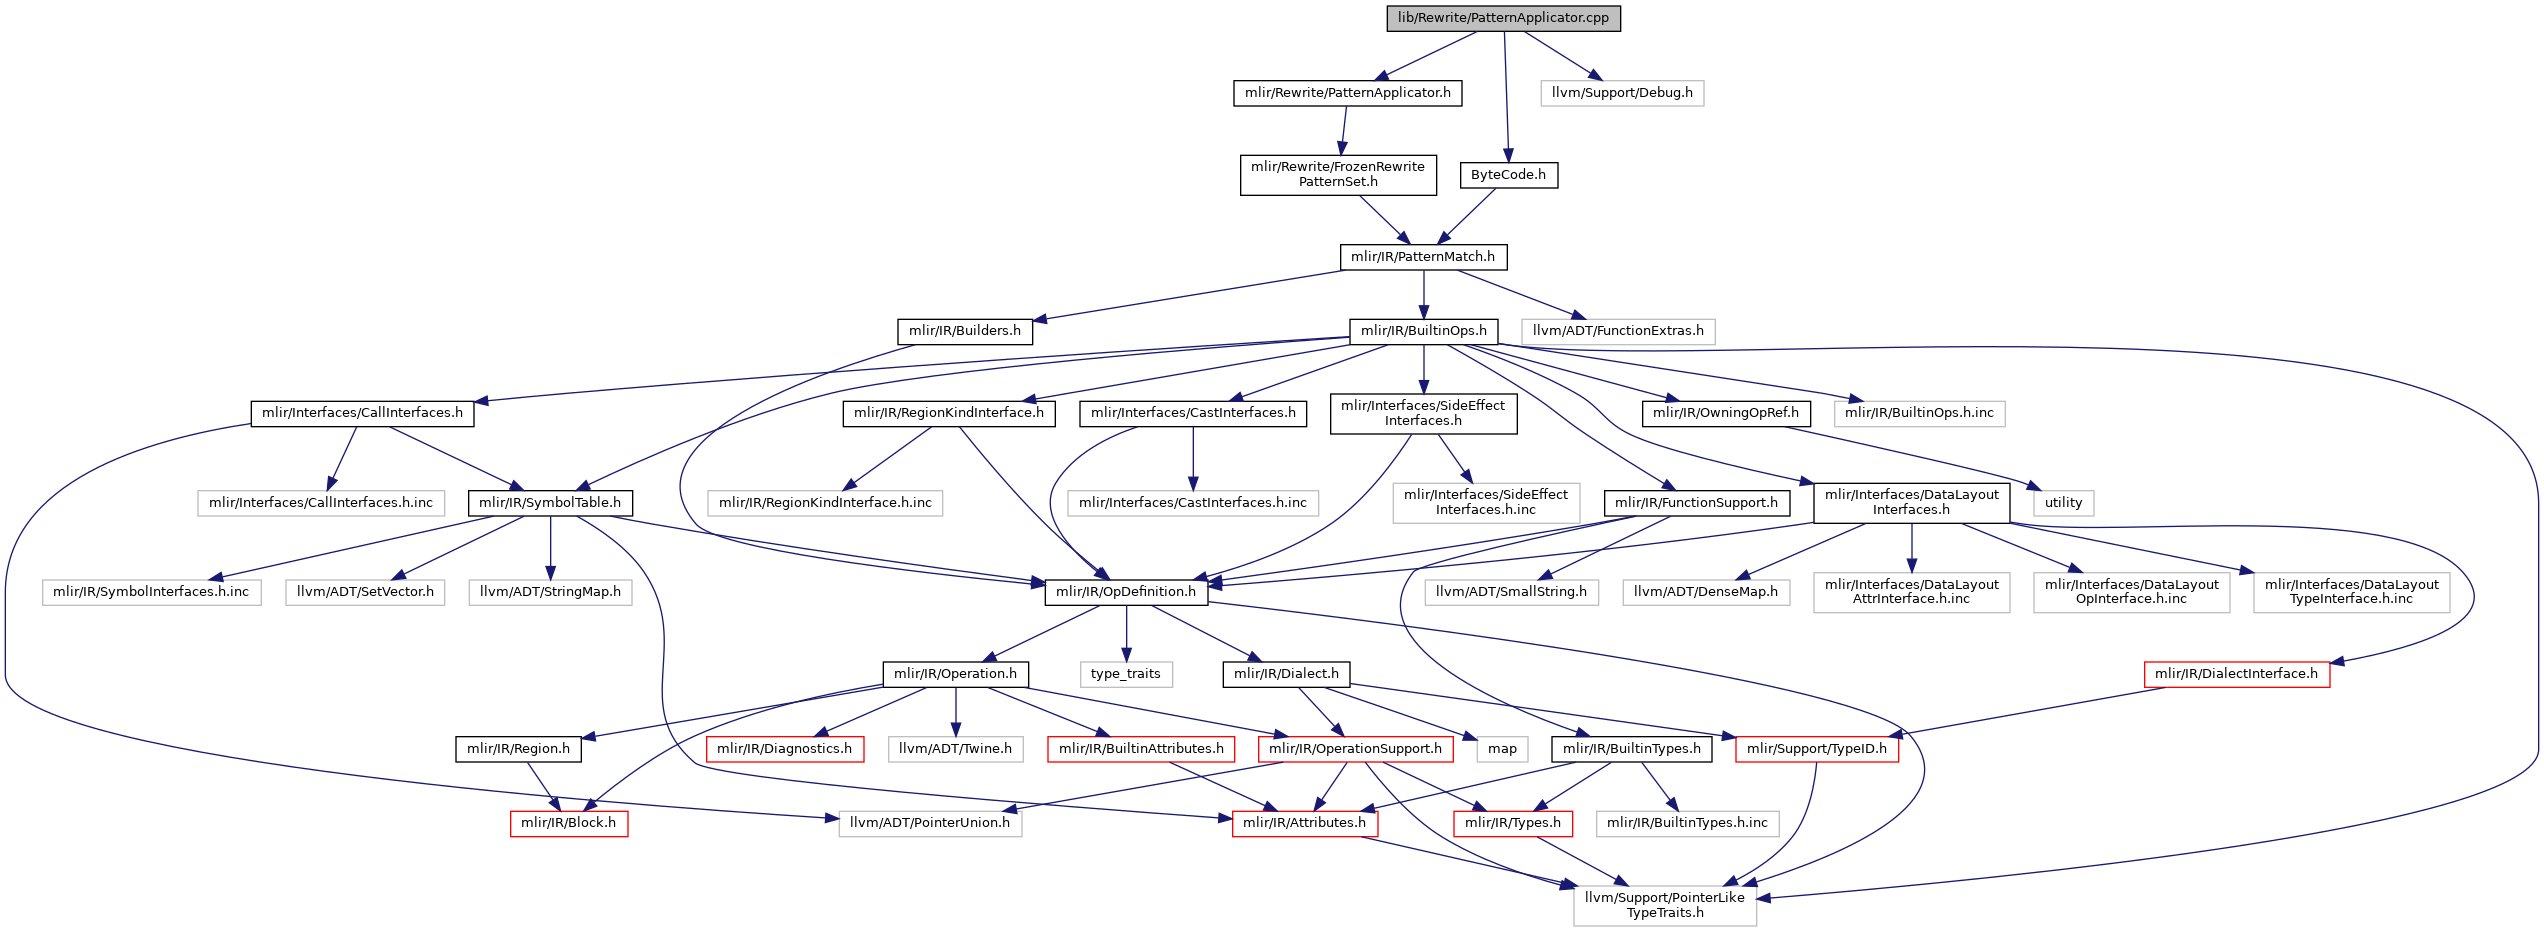 lib/Rewrite/PatternApplicator.cpp
mlir/Rewrite/PatternApplicator.h
llvm/Support/Debug.h
mlir/Rewrite/FrozenRewrite
PatternSet.h
ByteCode.h
mlir/IR/PatternMatch.h
mlir/IR/Builders.h
mlir/IR/BuiltinOps.h
llvm/ADT/FunctionExtras.h
mlir/Interfaces/CallInterfaces.h
mlir/IR/RegionKindInterface.h
mlir/Interfaces/CastInterfaces.h
mlir/Interfaces/SideEffect
Interfaces.h
mlir/IR/OwningOpRef.h
mlir/IR/BuiltinOps.h.inc
mlir/Interfaces/CallInterfaces.h.inc
mlir/IR/SymbolTable.h
mlir/IR/RegionKindInterface.h.inc
mlir/Interfaces/CastInterfaces.h.inc
mlir/Interfaces/SideEffect
Interfaces.h.inc
mlir/IR/FunctionSupport.h
mlir/Interfaces/DataLayout
Interfaces.h
utility
mlir/IR/SymbolInterfaces.h.inc
llvm/ADT/SetVector.h
llvm/ADT/StringMap.h
mlir/IR/OpDefinition.h
llvm/ADT/SmallString.h
llvm/ADT/DenseMap.h
mlir/Interfaces/DataLayout
AttrInterface.h.inc
mlir/Interfaces/DataLayout
OpInterface.h.inc
mlir/Interfaces/DataLayout
TypeInterface.h.inc
mlir/IR/Operation.h
type_traits
mlir/IR/Dialect.h
mlir/IR/DialectInterface.h
mlir/IR/Region.h
mlir/IR/Diagnostics.h
llvm/ADT/Twine.h
mlir/IR/BuiltinAttributes.h
mlir/IR/OperationSupport.h
map
mlir/IR/BuiltinTypes.h
mlir/Support/TypeID.h
mlir/IR/Block.h
llvm/ADT/PointerUnion.h
mlir/IR/Attributes.h
mlir/IR/Types.h
mlir/IR/BuiltinTypes.h.inc
llvm/Support/PointerLike
TypeTraits.h